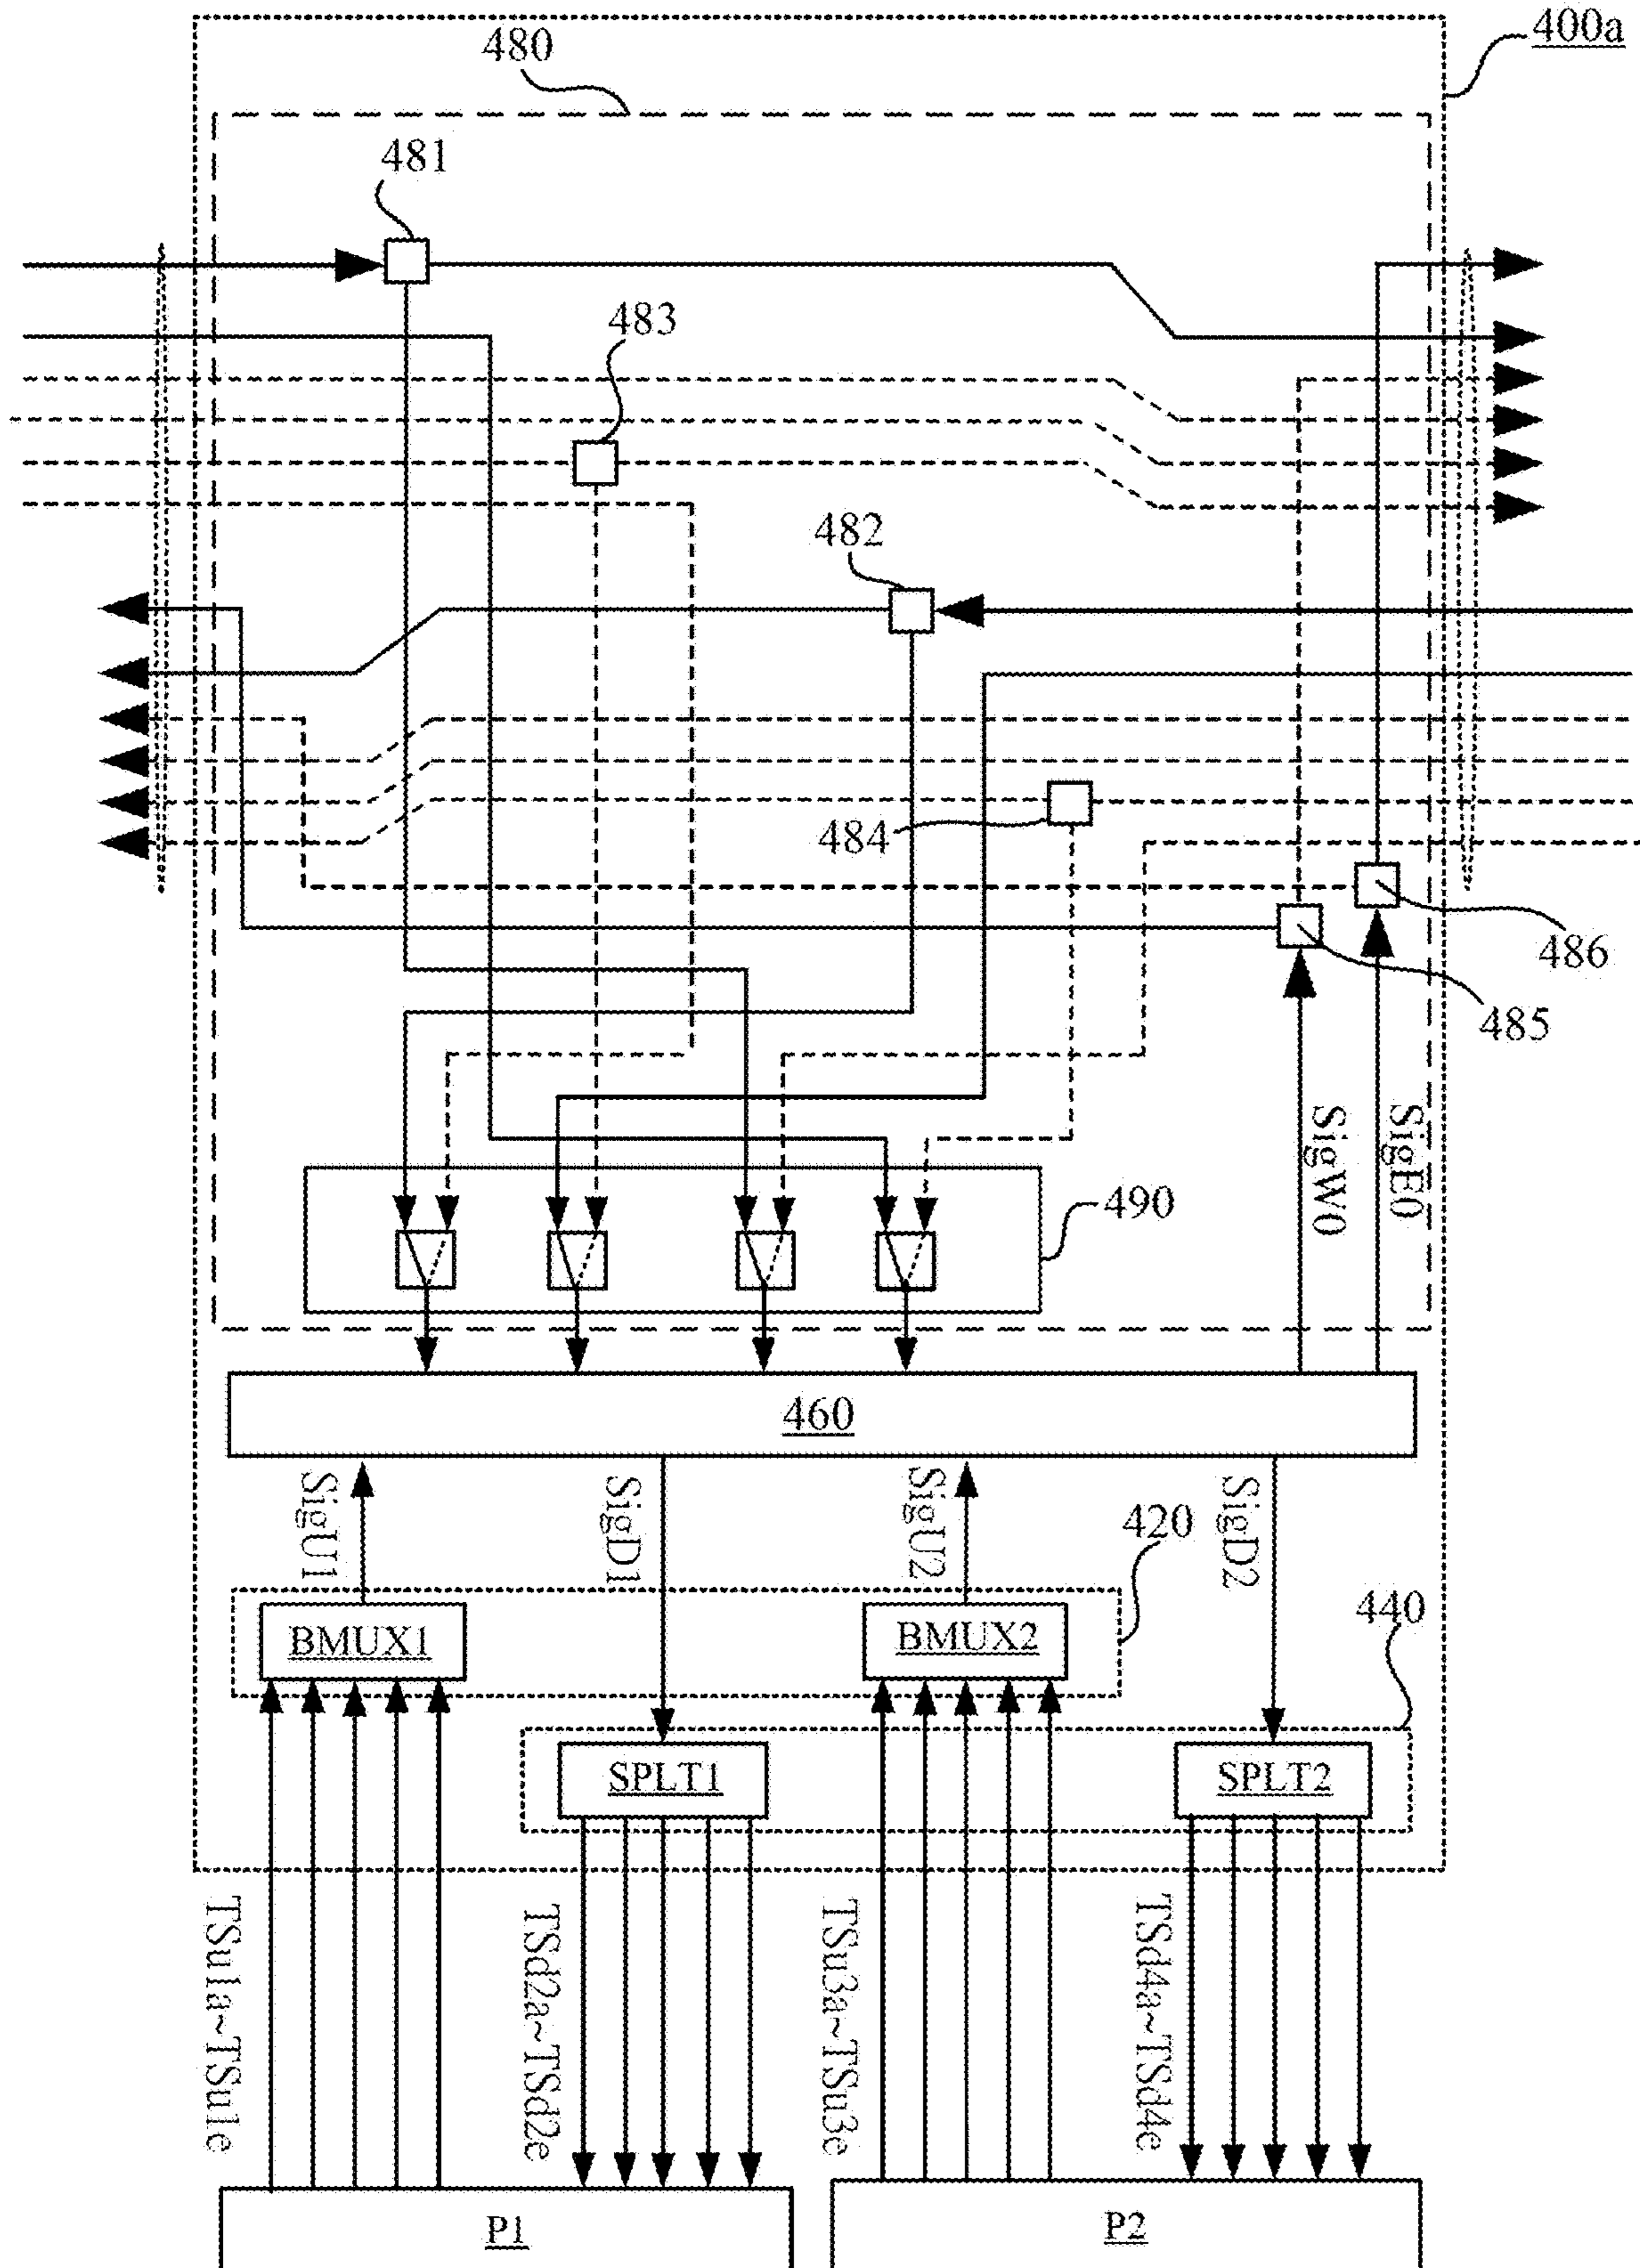 400a
480
481
483
482
484
486
485
SigW0
SigE0
490
460
SigU1
SigD1
SigU2
SigD2
420
440
BMUX1
BMUX2
SPLT1
SPLT2
TSu1a~TSu1e
TSd2a~TSd2e
TSu3a~TSu3e
TSd4a~TSd4e
P1
P2